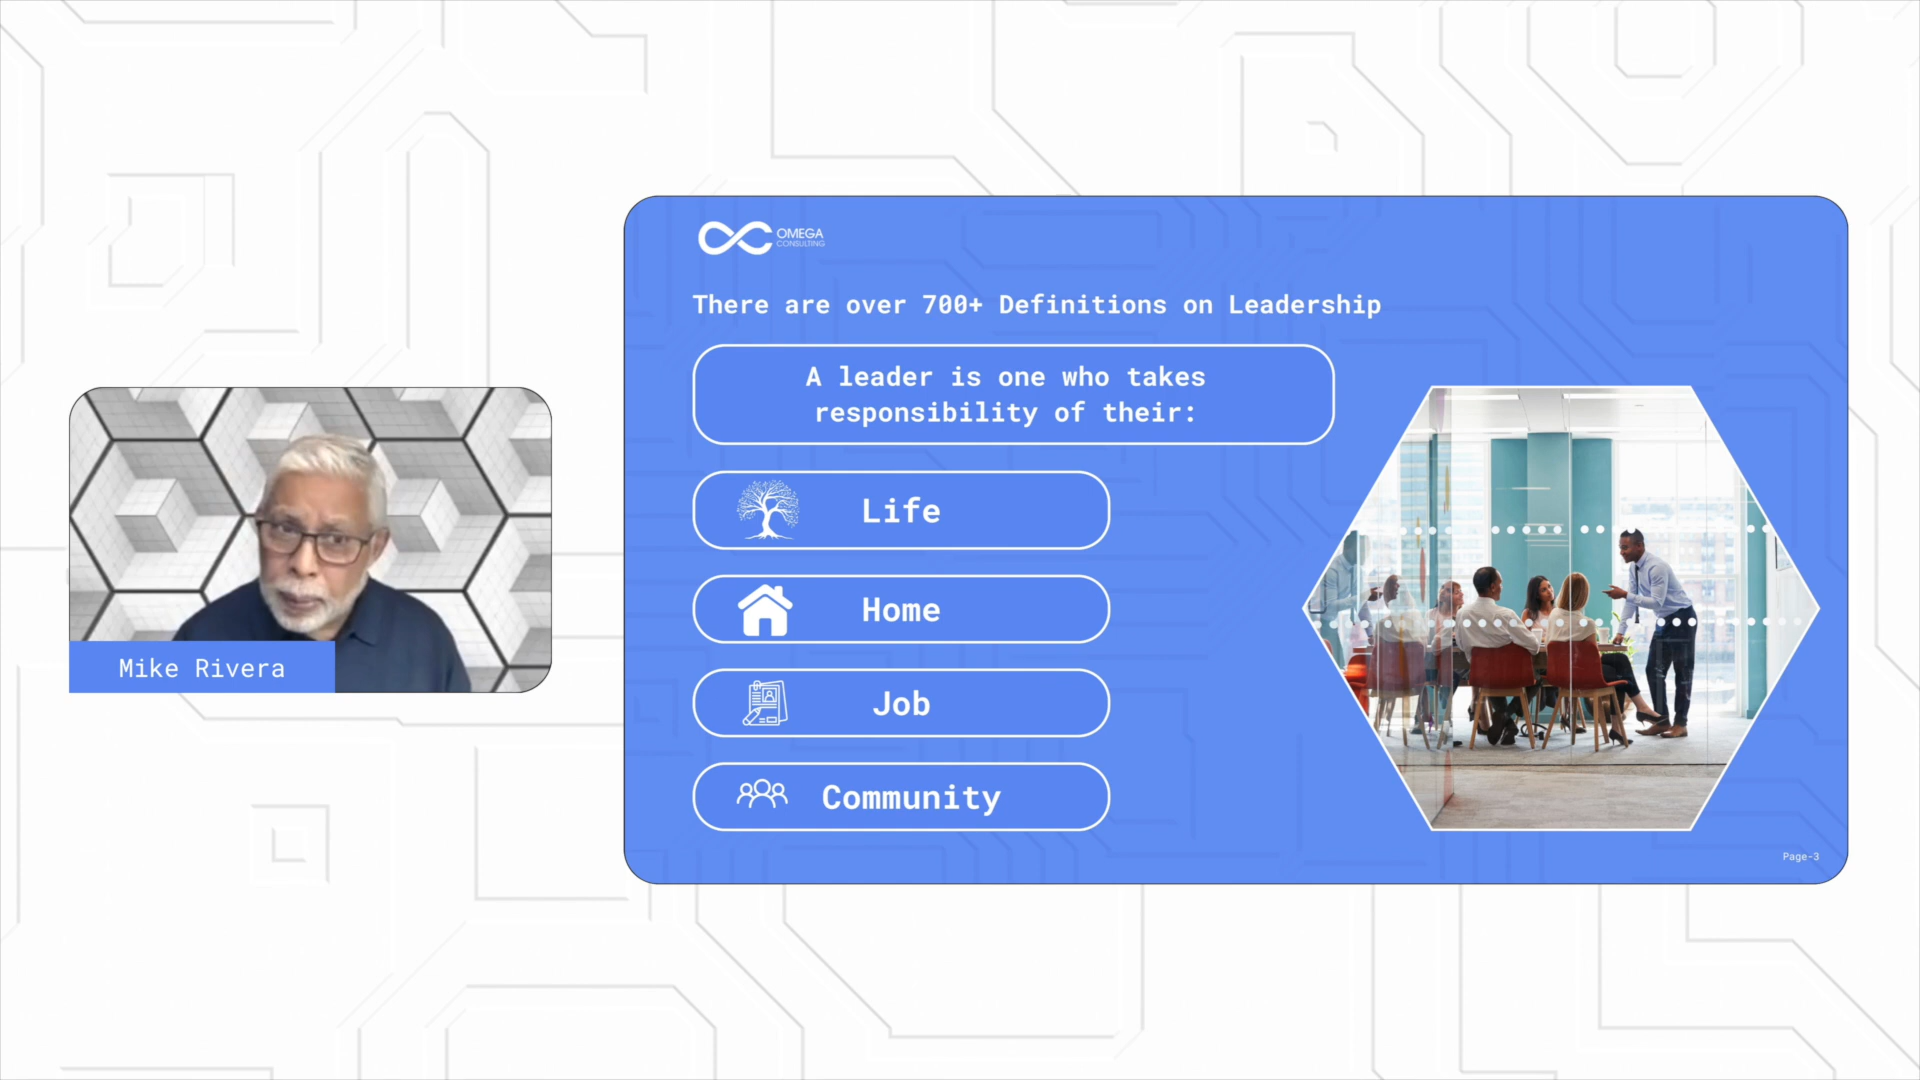 OMEGA
CONSULTING
There are over 700+ Definitions on Leadership
A leader is one who takes
responsibility of their:
Life
Home
Job
Community
Mike Rivera
Page-3